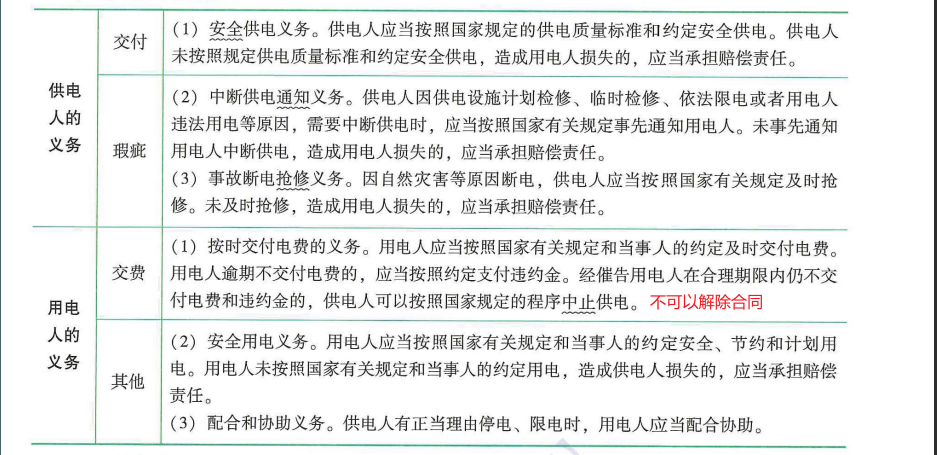 交付
(1) 安全供电义务。供电人应当按照国家规定的供电质量标准和约定安全供电。供电人
未按照规定供电质量标准和约定安全供电，造成用电人损失的，应当承担赔偿责任。
供电
人的
义务
瑕疵
(2) 中断供电通知义务。供电人因供电设施计划检修、临时检修、依法限电或者用电人
违法用电等原因，需要中断供电时，应当按照国家有关规定事先通知用电人。未事先通知
用电人中断供电，造成用电人损失的，应当承担赔偿责任。
(3) 事故断电抢修义务。因自然灾害等原因断电，供电人应当按照国家有关规定及时抢
修。未及时抢修，造成用电人损失的，应当承担赔偿责任。
用电
人的
义务
交费
(1) 按时交付电费的义务。用电人应当按照国家有关规定和当事人的约定及时交付电费。
用电人逾期不交付电费的，应当按照约定支付违约金。经催告用电人在合理期限内仍不交
付电费和违约金的，供电人可以按照国家规定的程序中止供电。 不可以解除合同
其他
(2) 安全用电义务。用电人应当按照国家有关规定和当事人的约定安全、节约和计划用
电。用电人未按照国家有关规定和当事人的约定用电，造成供电人损失的，应当承担赔偿
责任。
(3) 配合和协助义务。供电人有正当理由停电、限电时，用电人应当配合协助。